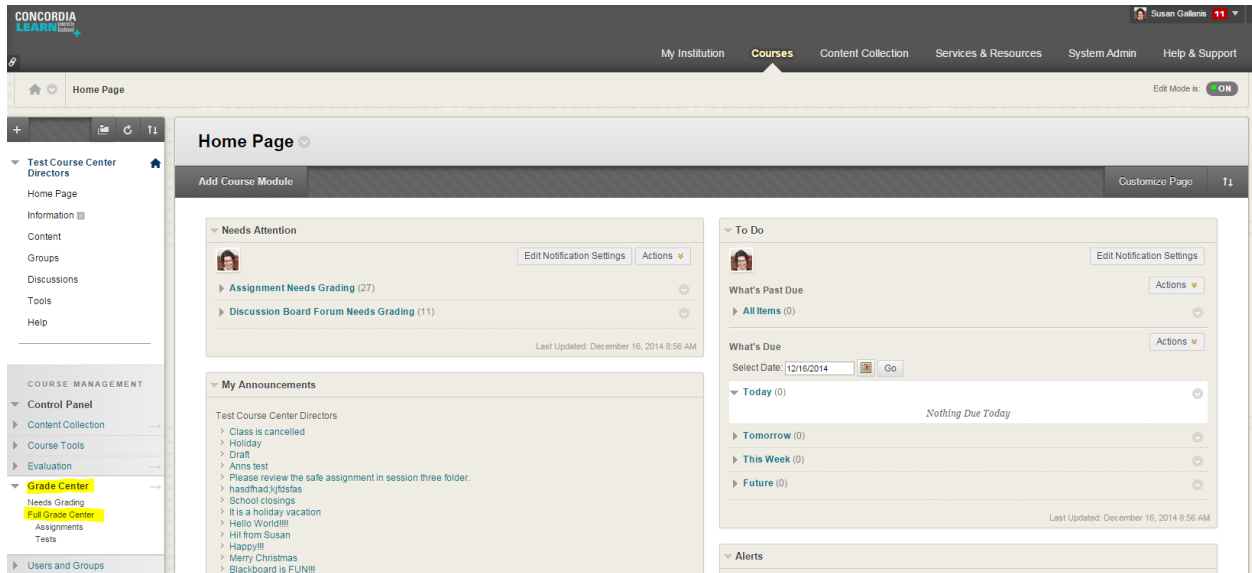 CONCORDIA
LEARN
Susan Gallanis 11
My Institution Courses Content Collection Services & Resources System Admin Help & Support
Home Page
Edit Mode is: ON
Test Course Center
Directors
Home Page
Information
Content
Groups
Discussions
Tools
Help
COURSE MANAGEMENT
Control Panel
Content Collection
Course Tools
Evaluation
Grade Center
Needs Grading
Full Grade Center
Assignments
Tests
Users and Groups
Home Page
Add Course Module
Customize Page
Needs Attention
Edit Notification Settings Actions
Assignment Needs Grading (27)
Discussion Board Forum Needs Grading (11)
Last Updated: December 16, 2014 8:56 AM
My Announcements
Test Course Center Directors
Class is cancelled
Holiday
Draft
Anns test
Please review the safe assignment in session three folder.
hasdfhad;kjfdsfas
School closings
It is a holiday vacation
Hello World!!!!
Hi! from Susan
Happy!!!
Merry Christmas
Blackboard is FUN!!!
To Do
Edit Notification Settings
What's Past Due
Actions
All Items (0)
What's Due
Actions
Select Date: 12/16/2014 Go
Today (0)
Nothing Due Today
Tomorrow (0)
This Week (0)
Future (0)
Last Updated: December 16, 2014 8:56 AM
Alerts